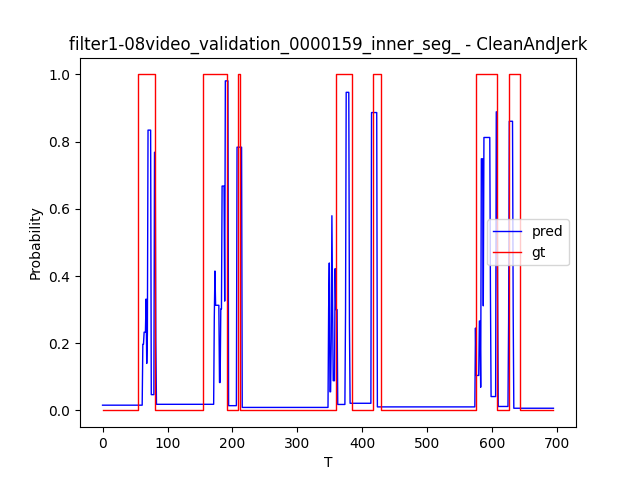 filter1-08video_validation_0000159_inner_seg_ - CleanAndJerk
1.0
0.8
0.6
0.4
0.2
0.0
Probability
pred
gt
0 100 200 300 400 500 600 700
T